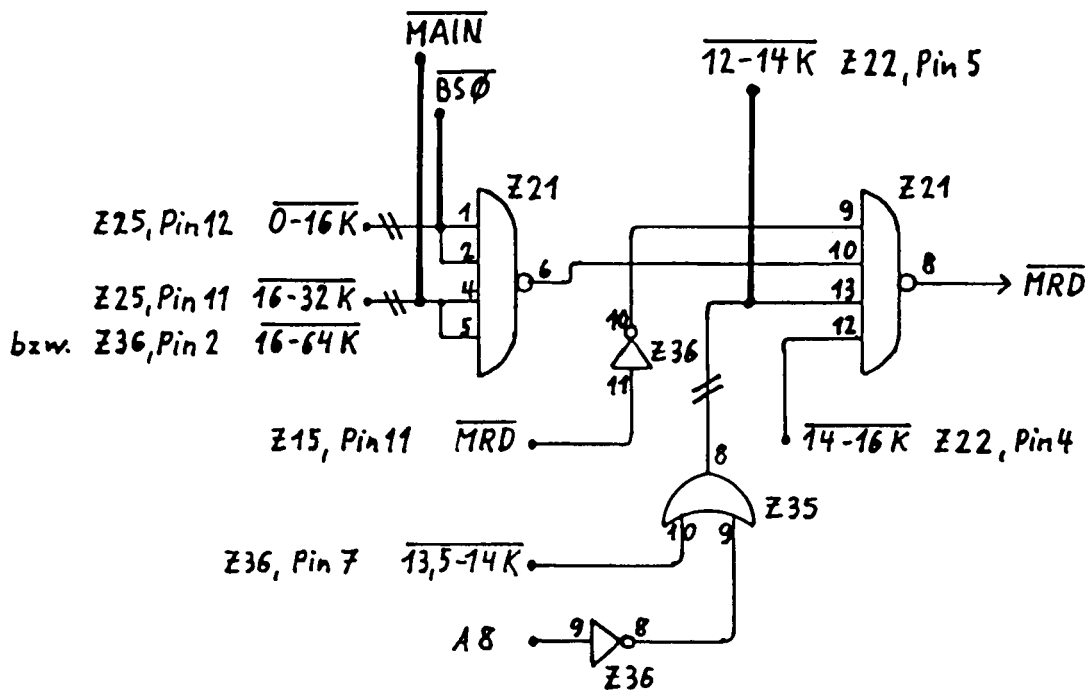 MAIN
BSØ
12-14K Z22, Pin 5
Z21
Z21
Z25, Pin 12 0-16K
1
2
6
9
10
8
MRD
Z25, Pin 11 16-32K
4
13
bzw. Z36, Pin 2 16-64K
5
12
10
Z36
11
Z15, Pin 11 MRD
14-16K Z22, Pin 4
8
Z35
10
9
Z36, Pin 7 13,5-14K
A8
9
8
Z36